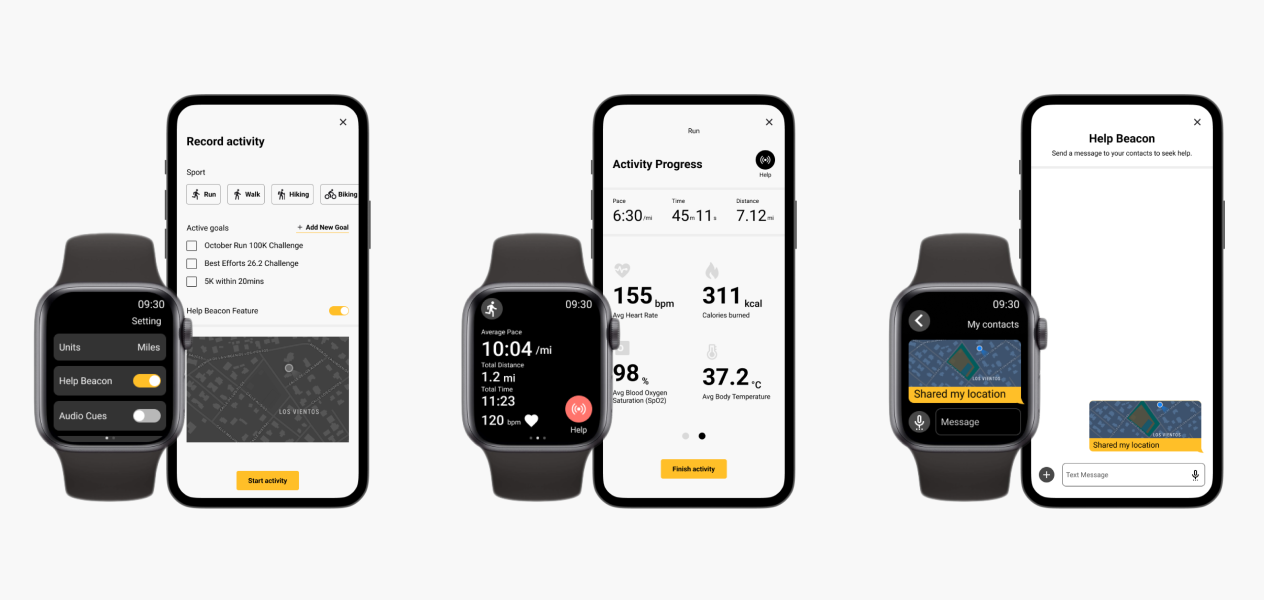 09:30
Setting
Units Miles
Help Beacon
Audio Cues
Record activity
Sport
Run Walk Hiking Biking
Active goals + Add New Goal
October Run 100K Challenge
Best Efforts 26.2 Challenge
5K within 20mins
Help Beacon Feature
LOS VIENTOS
Start activity
09:30
Average Pace
10:04 /mi
Total Distance
1.2 mi
Total Time
11:23
120 bpm
Help
Run
Activity Progress
Help
Pace Time Distance
6:30/mi 45m 11s 7.12mi
155 bpm 311 kcal
Avg Heart Rate Calories burned
98 % 37.2 °C
Avg Blood Oxygen Saturation (SpO2) Avg Body Temperature
Finish activity
09:30
My contacts
LOS VIENTOS
Shared my location
Message
Help Beacon
Send a message to your contacts to seek help.
LOS VIENTOS
Shared my location
+ Text Message